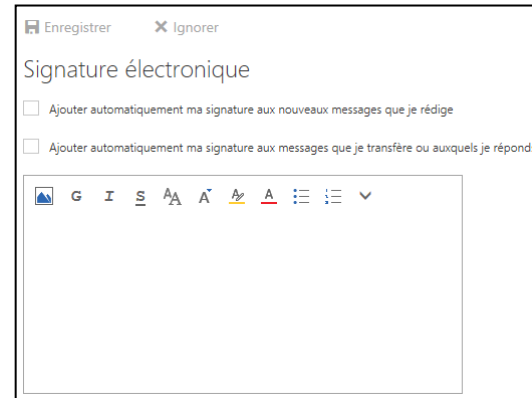 Enregistrer Ignorer
Signature électronique
Ajouter automatiquement ma signature aux nouveaux messages que je rédige
Ajouter automatiquement ma signature aux messages que je transfère ou auxquels je réponds
G I S AA A A A